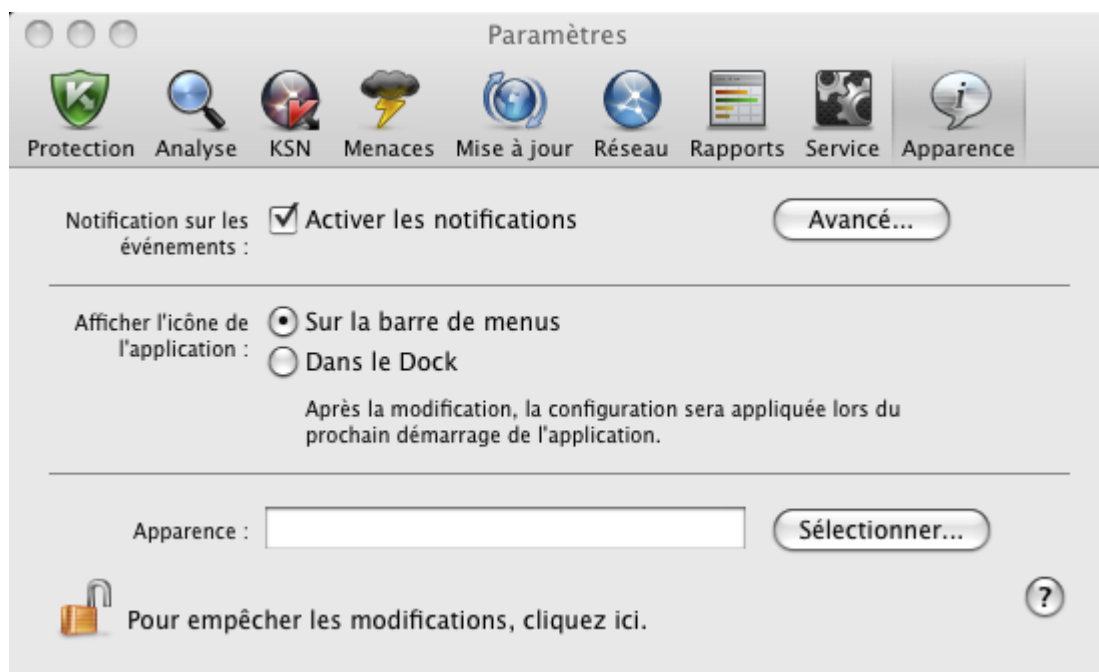 Paramètres
Protection Analyse KSN Menaces Mise à jour Réseau Rapports Service Apparence
Notification sur les événements :
Activer les notifications
Avancé...
Afficher l'icône de l'application :
Sur la barre de menus
Dans le Dock
Après la modification, la configuration sera appliquée lors du
prochain démarrage de l'application.
Apparence :
Sélectionner...
Pour empêcher les modifications, cliquez ici.
?